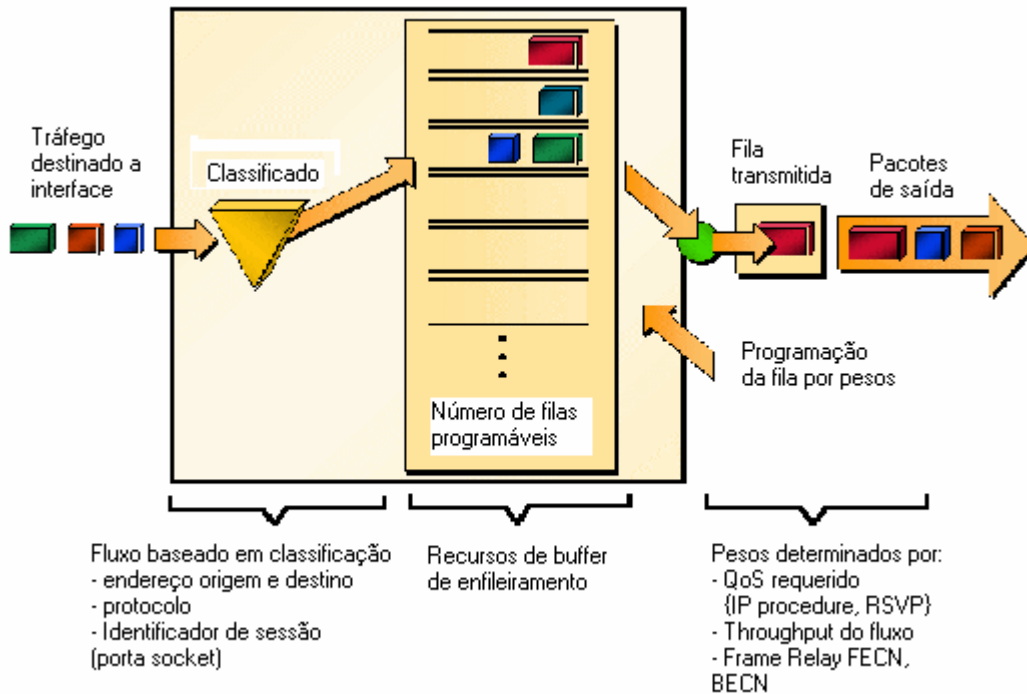 Tráfego
destinado a
interface
Classificado
Número de filas
programáveis
Fila
transmitida
Pacotes
de saída
Programação
da fila por pesos
Fluxo baseado em classificação
- endereço origem e destino
- protocolo
- Identificador de sessão
(porta socket)
Recursos de buffer
de enfileiramento
Pesos determinados por:
- QoS requerido
{IP procedure, RSVP}
- Throughput do fluxo
- Frame Relay FECN,
BECN